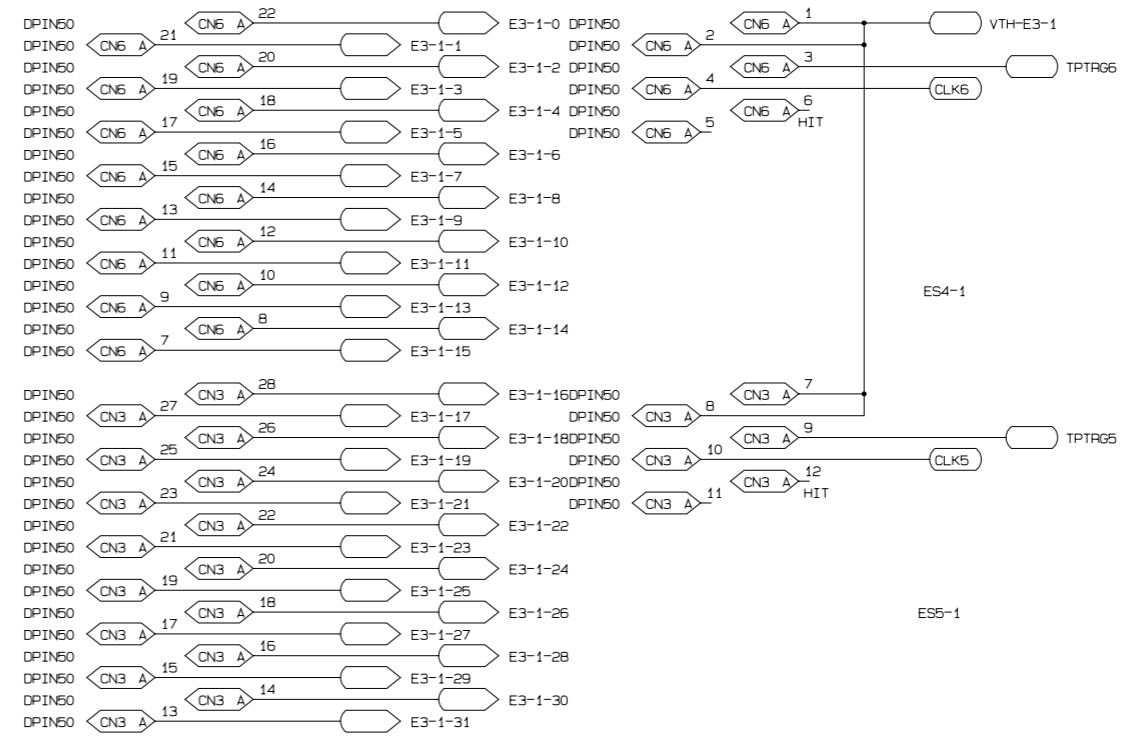 DPIN50 CN6 A 22 E3-1-0 DPIN50 CN6 A 1 VTH-E3-1
DPIN50 CN6 A 21 E3-1-1 DPIN50 CN6 A 2
DPIN50 CN6 A 20 E3-1-2 DPIN50 CN6 A 3 TPTRG6
DPIN50 CN6 A 19 E3-1-3 DPIN50 CN6 A 4 CLK6
DPIN50 CN6 A 18 E3-1-4 DPIN50 CN6 A 6 HIT
DPIN50 CN6 A 17 E3-1-5 DPIN50 CN6 A 5
DPIN50 CN6 A 16 E3-1-6
DPIN50 CN6 A 15 E3-1-7
DPIN50 CN6 A 14 E3-1-8
DPIN50 CN6 A 13 E3-1-9
DPIN50 CN6 A 12 E3-1-10
DPIN50 CN6 A 11 E3-1-11
DPIN50 CN6 A 10 E3-1-12
ES4-1
DPIN50 CN6 A 9 E3-1-13
DPIN50 CN6 A 8 E3-1-14
DPIN50 CN6 A 7 E3-1-15
DPIN50 CN3 A 28 E3-1-16 DPIN50 CN3 A 7
DPIN50 CN3 A 27 E3-1-17 DPIN50 CN3 A 8
DPIN50 CN3 A 26 E3-1-18 DPIN50 CN3 A 9 TPTRG5
DPIN50 CN3 A 25 E3-1-19 DPIN50 CN3 A 10 CLK5
DPIN50 CN3 A 24 E3-1-20 DPIN50 CN3 A 12 HIT
DPIN50 CN3 A 23 E3-1-21 DPIN50 CN3 A 11
DPIN50 CN3 A 22 E3-1-22
DPIN50 CN3 A 21 E3-1-23
DPIN50 CN3 A 20 E3-1-24
DPIN50 CN3 A 19 E3-1-25
DPIN50 CN3 A 18 E3-1-26 ES5-1
DPIN50 CN3 A 17 E3-1-27
DPIN50 CN3 A 16 E3-1-28
DPIN50 CN3 A 15 E3-1-29
DPIN50 CN3 A 14 E3-1-30
DPIN50 CN3 A 13 E3-1-31